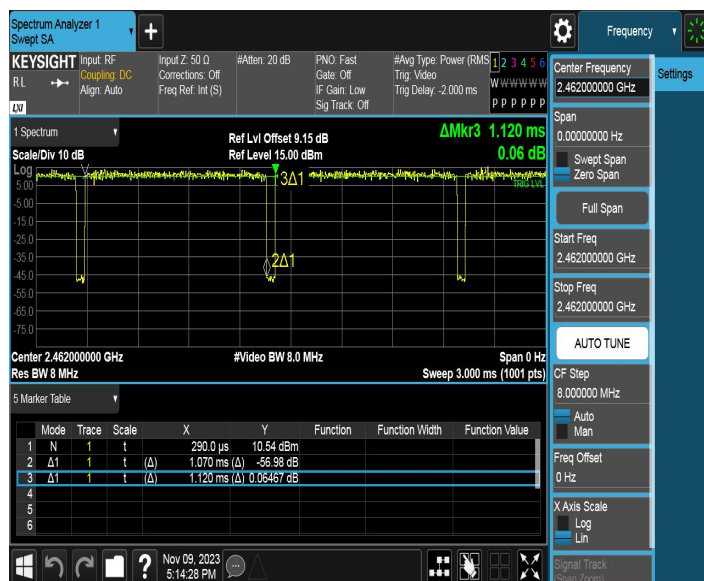 Spectrum Analyzer 1
Swept SA
Frequency
KEYSIGHT
RL
LXI
Input: RF
Coupling: DC
Align: Auto
Input Z: 50 Ω
Corrections: Off
Freq Ref: Int (S)
#Atten: 20 dB
PNO: Fast
Gate: Off
IF Gain: Low
Sig Track: Off
#Avg Type: Power (RMS
Trig: Video
Trig Delay: -2.000 ms
1 2 3 4 5 6
W W W W W W
P P P P P P
1 Spectrum
Scale/Div 10 dB
Ref Lvl Offset 9.15 dB
Ref Level 15.00 dBm
ΔMkr3 1.120 ms
0.06 dB
Log
5.00
-5.00
-15.0
-25.0
-35.0
-45.0
-55.0
-65.0
-75.0
3Δ1
2Δ1
TRIG LVL
Center 2.462000000 GHz
#Video BW 8.0 MHz
Span 0 Hz
Res BW 8 MHz
Sweep 3.000 ms (1001 pts)
5 Marker Table
Mode Trace Scale X Y Function Function Width Function Value
1 N 1 t 290.0 µs 10.54 dBm
2 Δ1 1 t (Δ) 1.070 ms (Δ) -56.98 dB
3 Δ1 1 t (Δ) 1.120 ms (Δ) 0.06467 dB
4
5
6
Nov 09, 2023
5:14:28 PM
?
Center Frequency
2.462000000 GHz
Settings
Span
0.00000000 Hz
Swept Span
Zero Span
Full Span
Start Freq
2.462000000 GHz
Stop Freq
2.462000000 GHz
AUTO TUNE
CF Step
8.000000 MHz
Auto
Man
Freq Offset
0 Hz
X Axis Scale
Log
Lin
Signal Track
(Span Zoom)